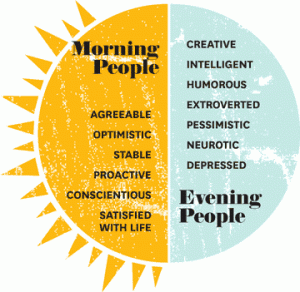 Morning
People
AGREEABLE
OPTIMISTIC
STABLE
PROACTIVE
CONSCIENTIOUS
SATISFIED
WITH LIFE
CREATIVE
INTELLIGENT
HUMOROUS
EXTROVERTED
PESSIMISTIC
NEUROTIC
DEPRESSED
Evening
People